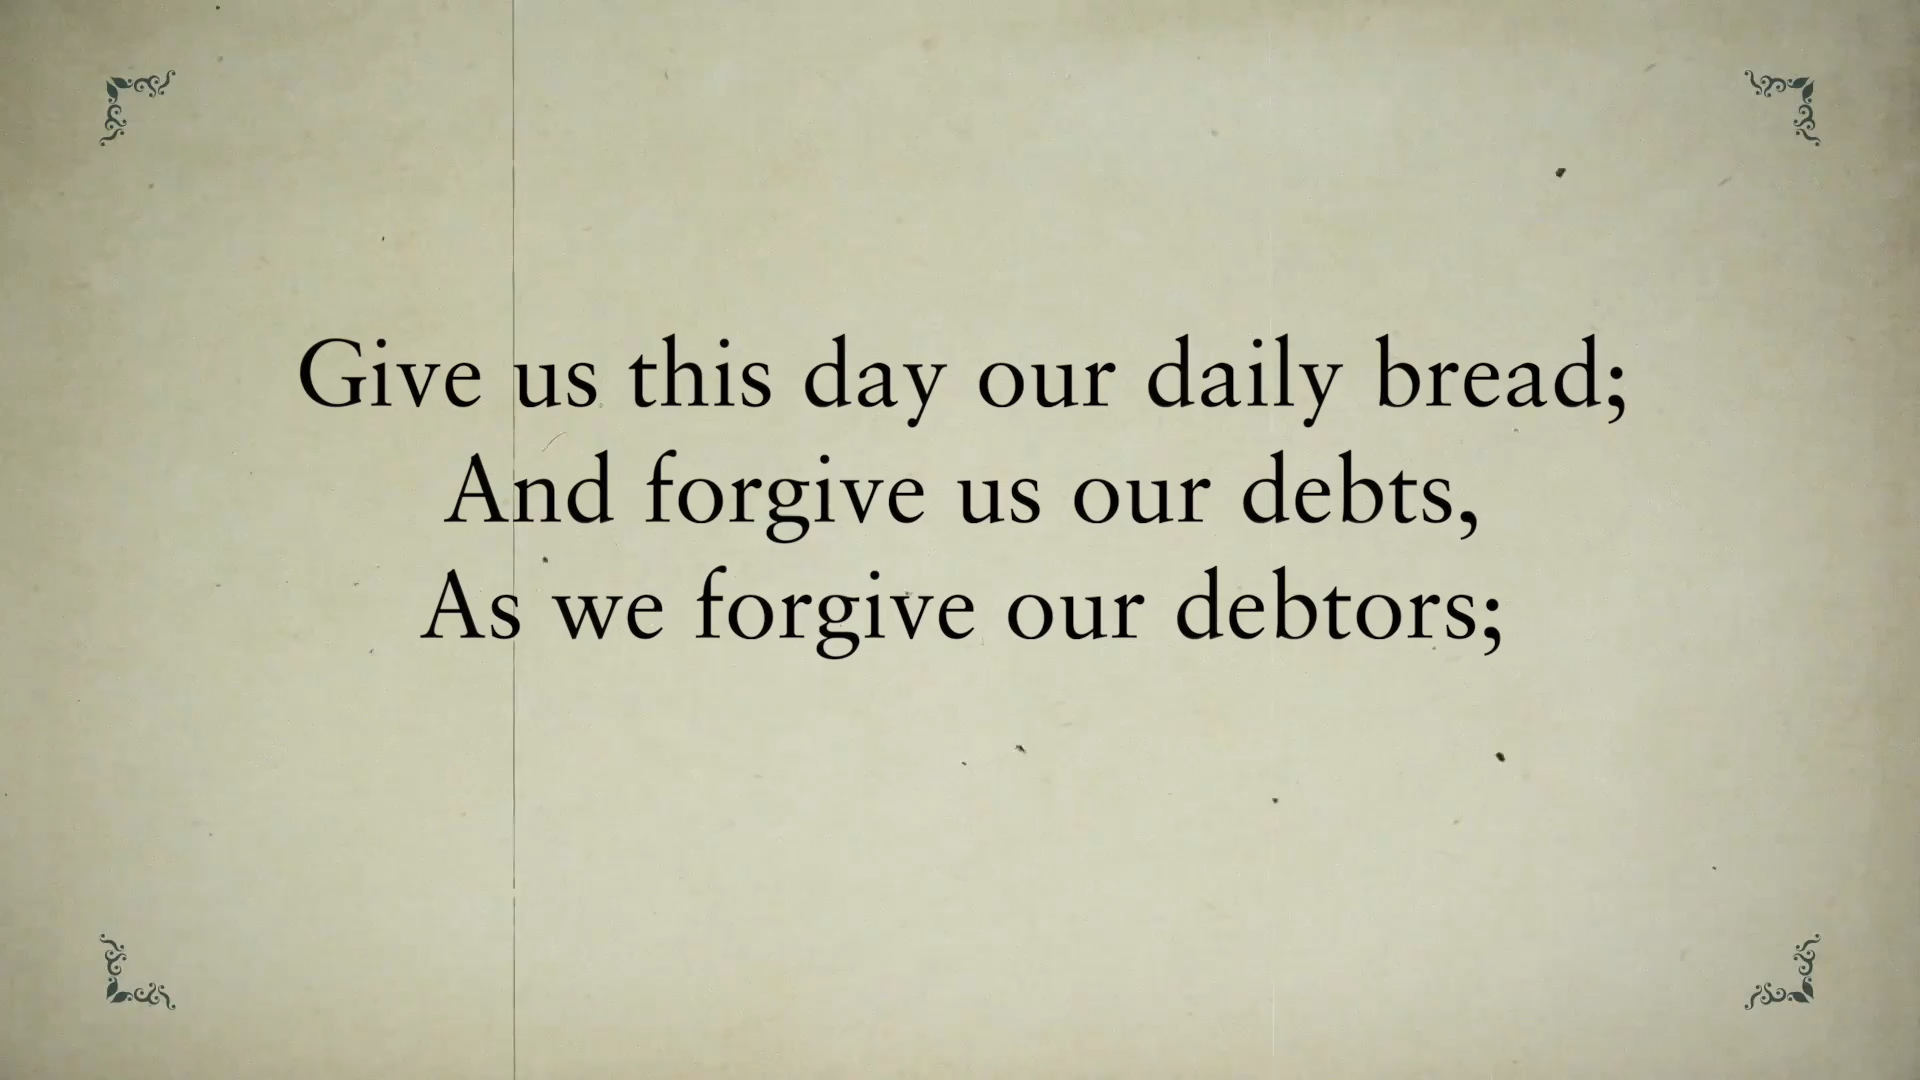 Give us this day our daily bread;
And forgive us our debts,
As we forgive our debtors;